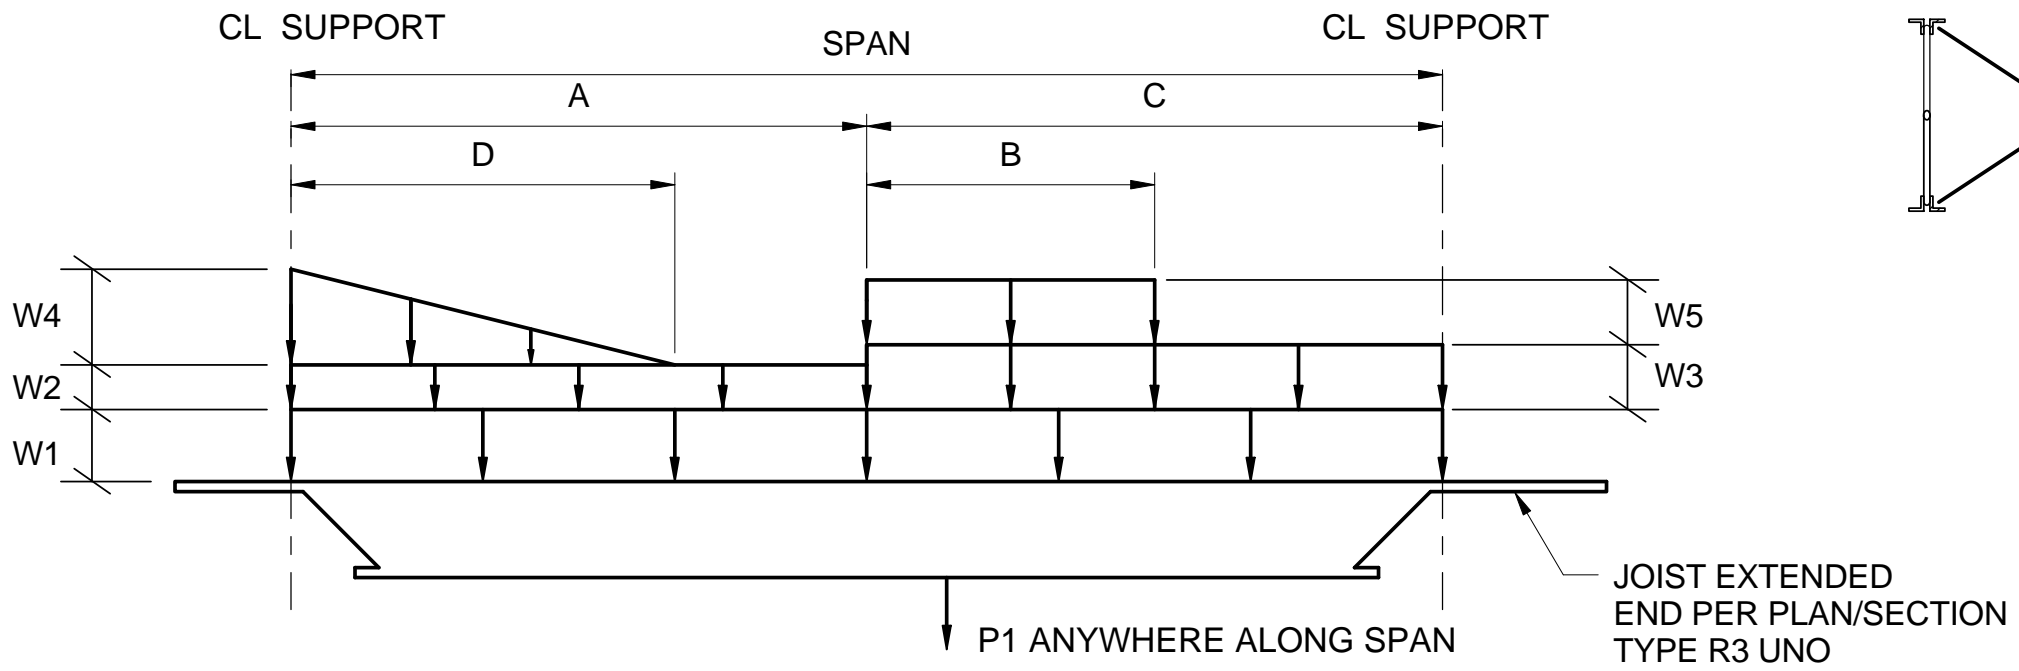 CL SUPPORT
CL SUPPORT
SPAN
A
C
D
B
W4
W5
W2
W3
W1
JOIST EXTENDED
END PER PLAN/SECTION
TYPE R3 UNO
P1 ANYWHERE ALONG SPAN